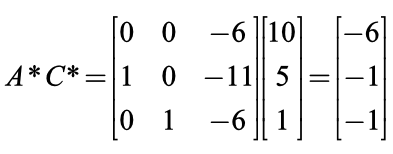 A*C*= [0 0 −6; 1 0 −11; 0 1 −6] [10; 5; 1] = [−6; −1; −1]